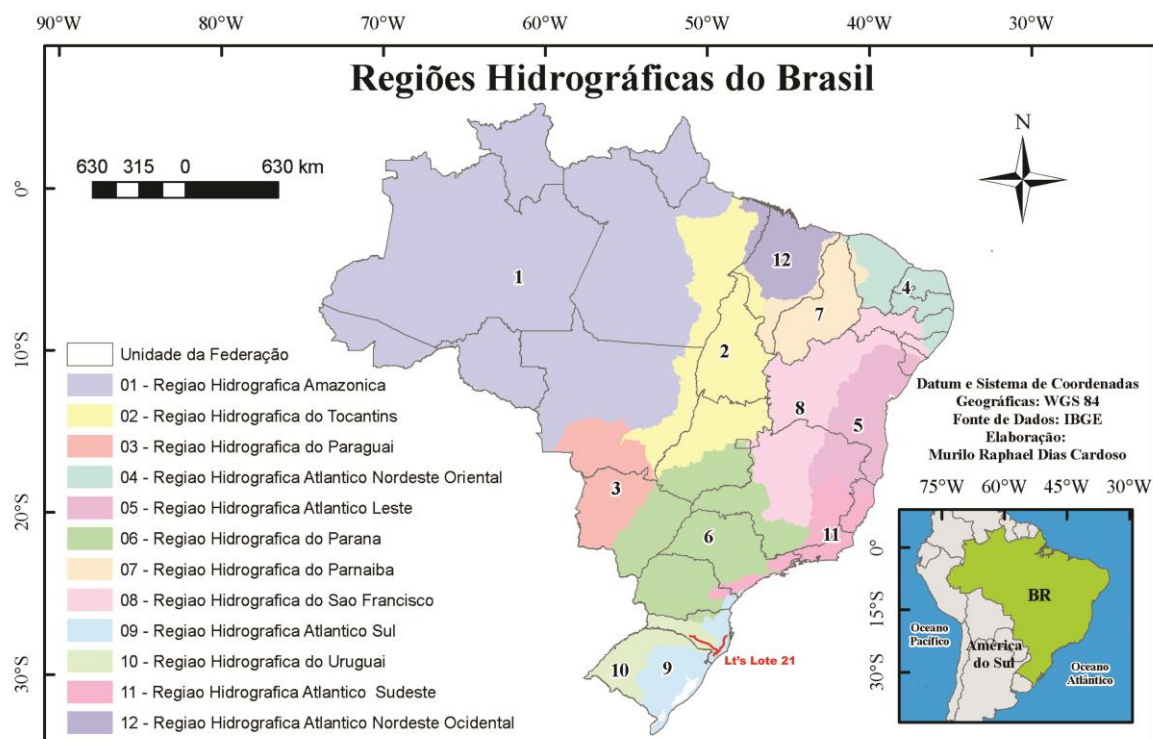 90°W 80°W 60°W 50°W 40°W 30°W
Regiões Hidrográficas do Brasil
630 315 0 630 km
N
0°
10°S
20°S
30°S
1
2
3
4
5
6
7
8
9
10
11
12
Lt's Lote 21
Unidade da Federação
01 - Regiao Hidrografica Amazonica
02 - Regiao Hidrografica do Tocantins
03 - Regiao Hidrografica do Paraguai
04 - Regiao Hidrografica Atlantico Nordeste Oriental
05 - Regiao Hidrografica Atlantico Leste
06 - Regiao Hidrografica do Parana
07 - Regiao Hidrografica do Parnaiba
08 - Regiao Hidrografica do Sao Francisco
09 - Regiao Hidrografica Atlantico Sul
10 - Regiao Hidrografica do Uruguai
11 - Regiao Hidrografica Atlantico Sudeste
12 - Regiao Hidrografica Atlantico Nordeste Ocidental
Datum e Sistema de Coordenadas
Geográficas: WGS 84
Fonte de Dados: IBGE
Elaboração:
Murilo Raphael Dias Cardoso
75°W 60°W 45°W 30°W
0°
15°S
30°S
BR
Oceano
Pacífico
América
do Sul
Oceano
Atlântico